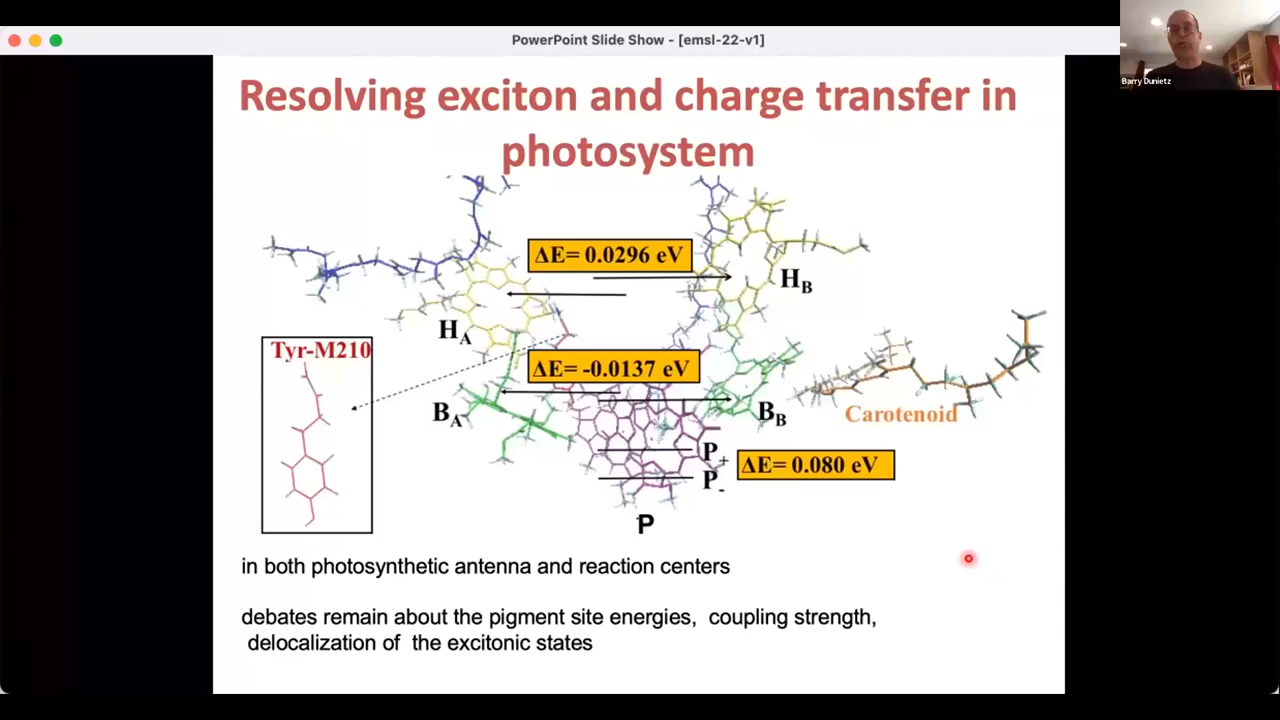 PowerPoint Slide Show - [emsl-22-v1]
Barry Dunietz
Resolving exciton and charge transfer in
photosystem
ΔE= 0.0296 eV
H_B
H_A
Tyr-M210
ΔE= -0.0137 eV
B_A
B_B
Carotenoid
P_+
ΔE= 0.080 eV
P_-
P
in both photosynthetic antenna and reaction centers
debates remain about the pigment site energies, coupling strength,
delocalization of the excitonic states